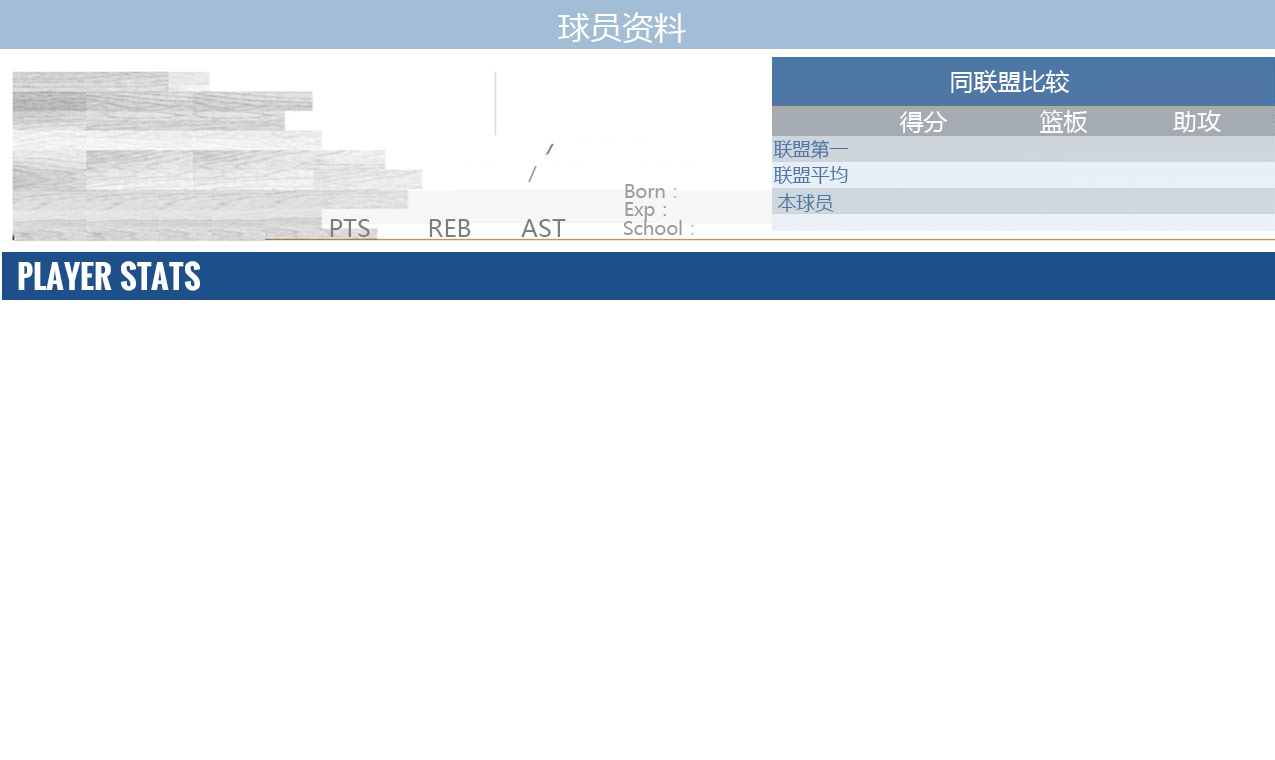 球员资料
同联盟比较
得分 篮板 助攻
联盟第一
联盟平均
本球员
/
/
Born :
Exp :
School :
PTS REB AST
PLAYER STATS